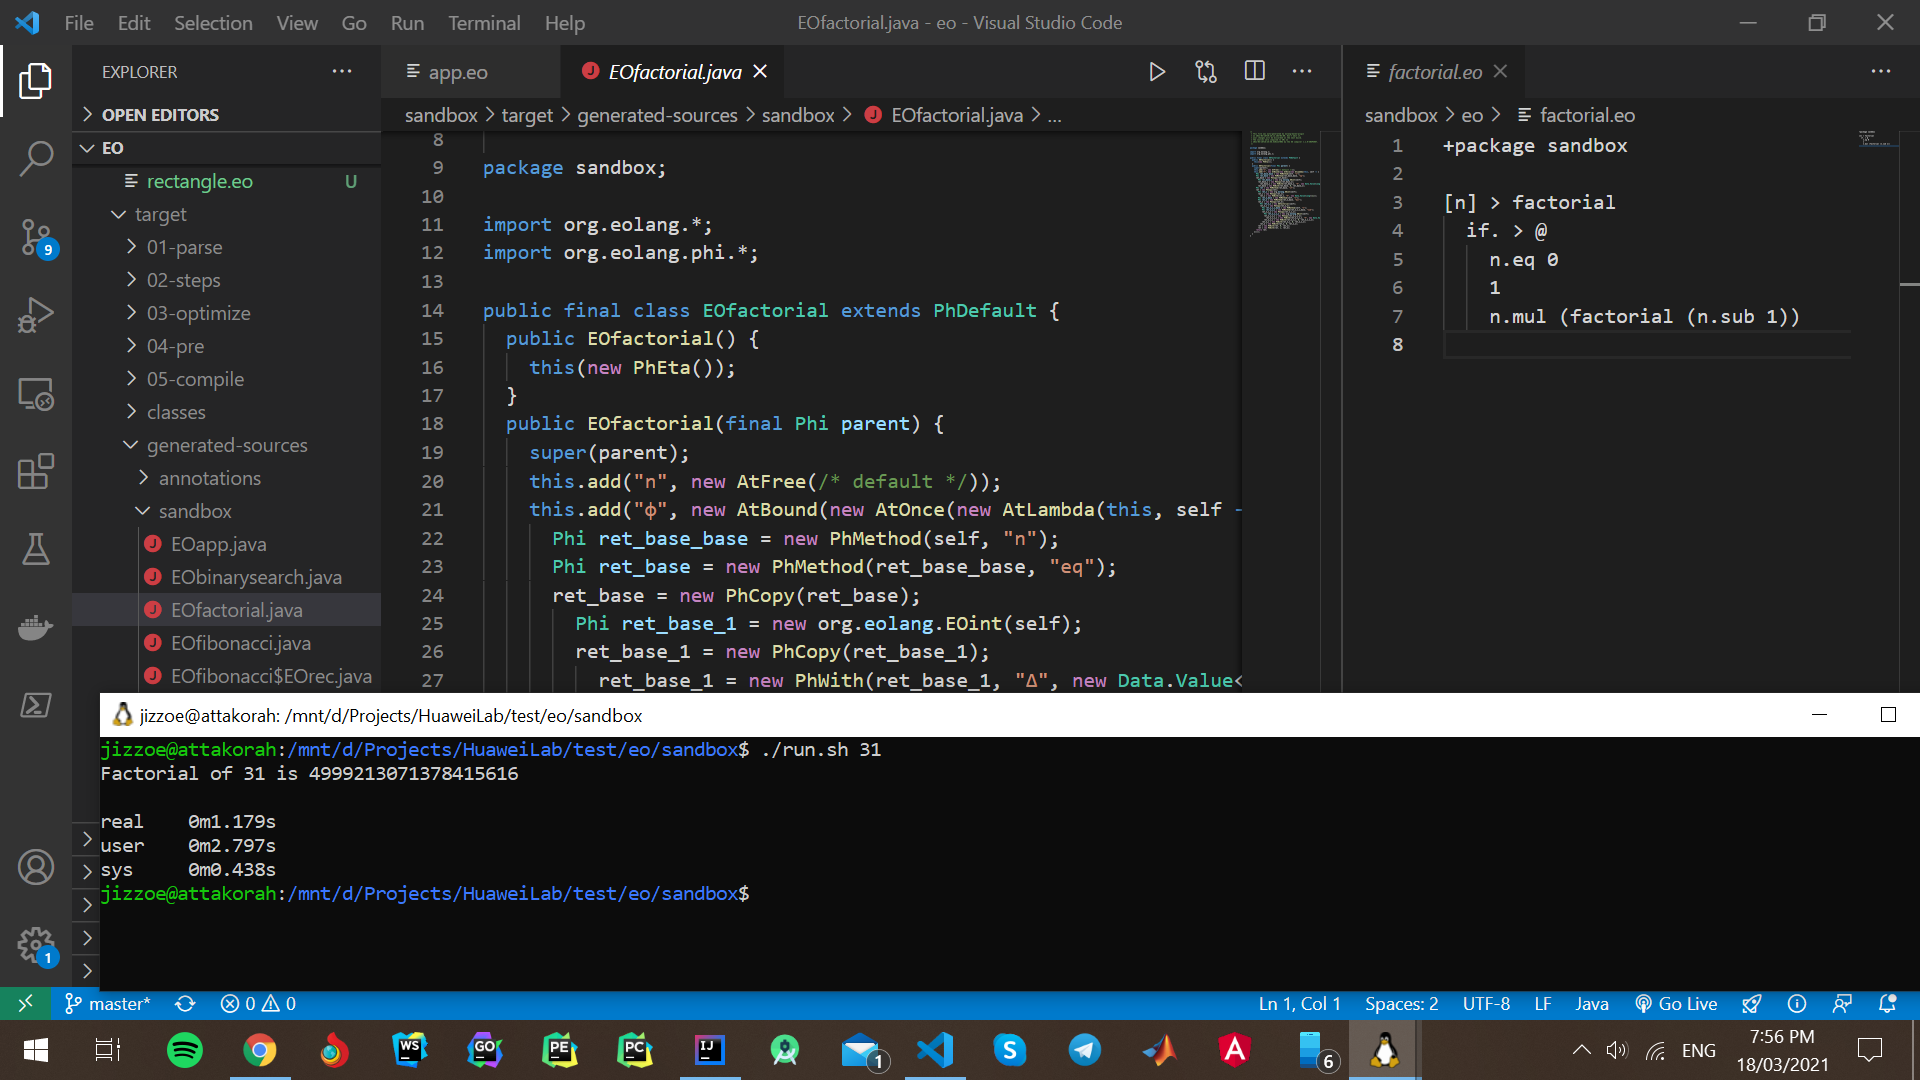 File Edit Selection View Go Run Terminal Help
EOfactorial.java - eo - Visual Studio Code
EXPLORER
OPEN EDITORS
EO
rectangle.eo U
target
01-parse
02-steps
03-optimize
04-pre
05-compile
classes
generated-sources
annotations
sandbox
EOapp.java
EObinarysearch.java
EOfactorial.java
EOfibonacci.java
EOfibonacci$EOrec.java
9
1
app.eo EOfactorial.java
sandbox > target > generated-sources > sandbox > EOfactorial.java > ...
8
9 package sandbox;
10
11 import org.eolang.*;
12 import org.eolang.phi.*;
13
14 public final class EOfactorial extends PhDefault {
15 public EOfactorial() {
16 this(new PhEta());
17 }
18 public EOfactorial(final Phi parent) {
19 super(parent);
20 this.add("n", new AtFree(/* default */));
21 this.add("φ", new AtBound(new AtOnce(new AtLambda(this, self -
22 Phi ret_base_base = new PhMethod(self, "n");
23 Phi ret_base = new PhMethod(ret_base_base, "eq");
24 ret_base = new PhCopy(ret_base);
25 Phi ret_base_1 = new org.eolang.EOint(self);
26 ret_base_1 = new PhCopy(ret_base_1);
27 ret_base_1 = new PhWith(ret_base_1, "Δ", new Data.Value<
factorial.eo
sandbox > eo > factorial.eo
1 +package sandbox
2
3 [n] > factorial
4 if. > @
5 n.eq 0
6 1
7 n.mul (factorial (n.sub 1))
8
jizzoe@attakorah: /mnt/d/Projects/HuaweiLab/test/eo/sandbox
jizzoe@attakorah:/mnt/d/Projects/HuaweiLab/test/eo/sandbox$ ./run.sh 31
Factorial of 31 is 4999213071378415616
real 0m1.179s
user 0m2.797s
sys 0m0.438s
jizzoe@attakorah:/mnt/d/Projects/HuaweiLab/test/eo/sandbox$
master* 0 0 Ln 1, Col 1 Spaces: 2 UTF-8 LF Java Go Live
WS GO PE PC IJ 1 S A 6 ENG 7:56 PM
18/03/2021